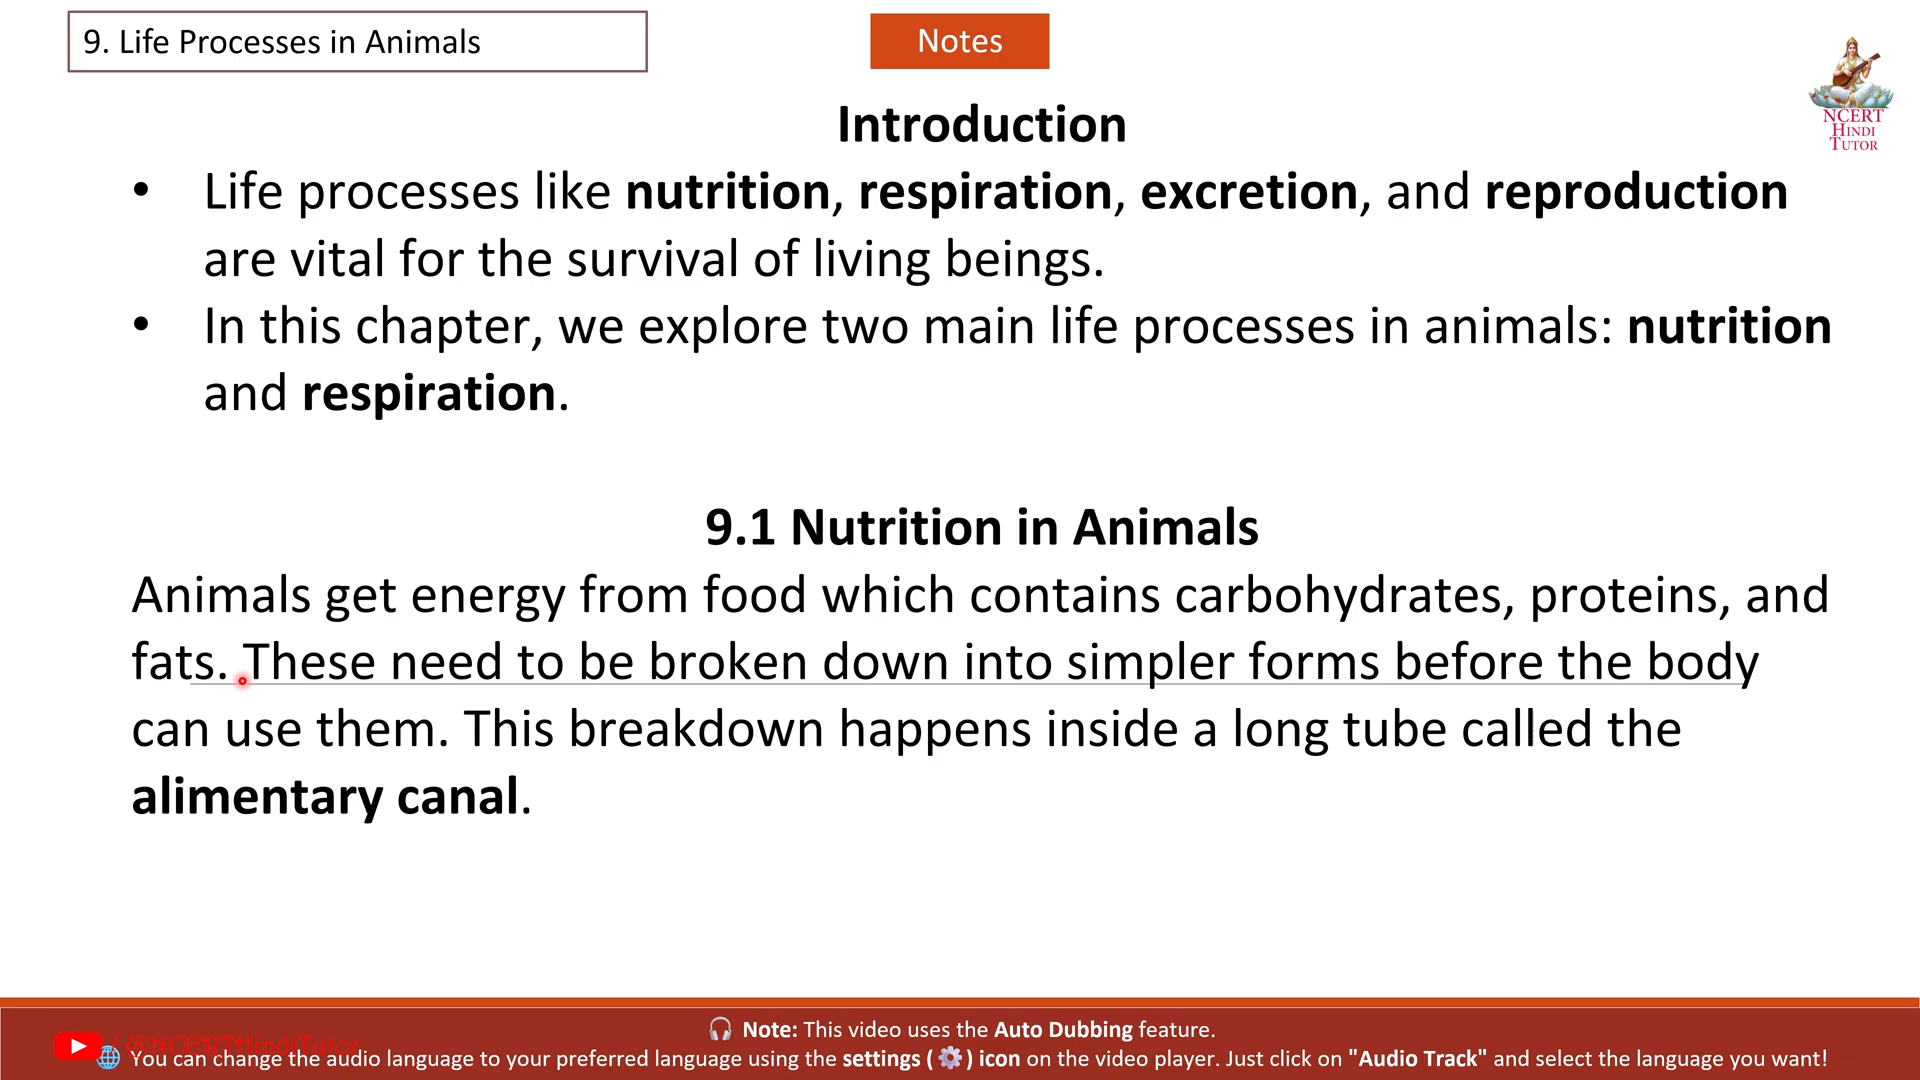 9. Life Processes in Animals
Notes
NCERT
HINDI
TUTOR
Introduction
• Life processes like nutrition, respiration, excretion, and reproduction
are vital for the survival of living beings.
• In this chapter, we explore two main life processes in animals: nutrition
and respiration.
9.1 Nutrition in Animals
Animals get energy from food which contains carbohydrates, proteins, and
fats. These need to be broken down into simpler forms before the body
can use them. This breakdown happens inside a long tube called the
alimentary canal.
🎧 Note: This video uses the Auto Dubbing feature.
🌐 You can change the audio language to your preferred language using the settings ( ⚙️ ) icon on the video player. Just click on "Audio Track" and select the language you want!